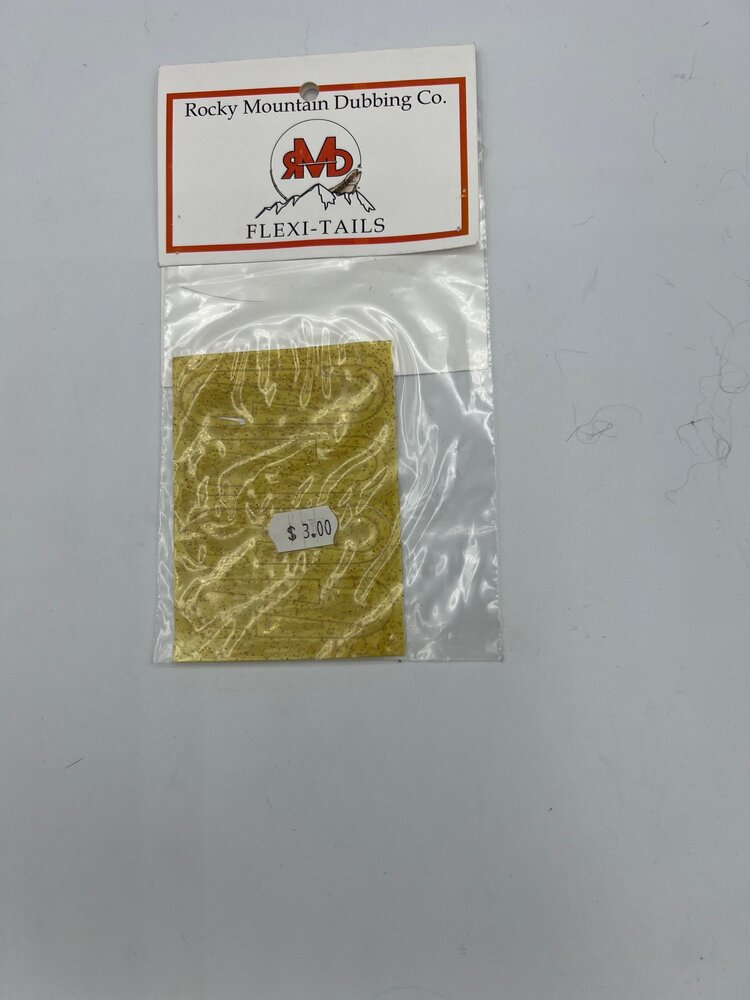 Rocky Mountain Dubbing Co.
RMD
FLEXI-TAILS
$ 3.00